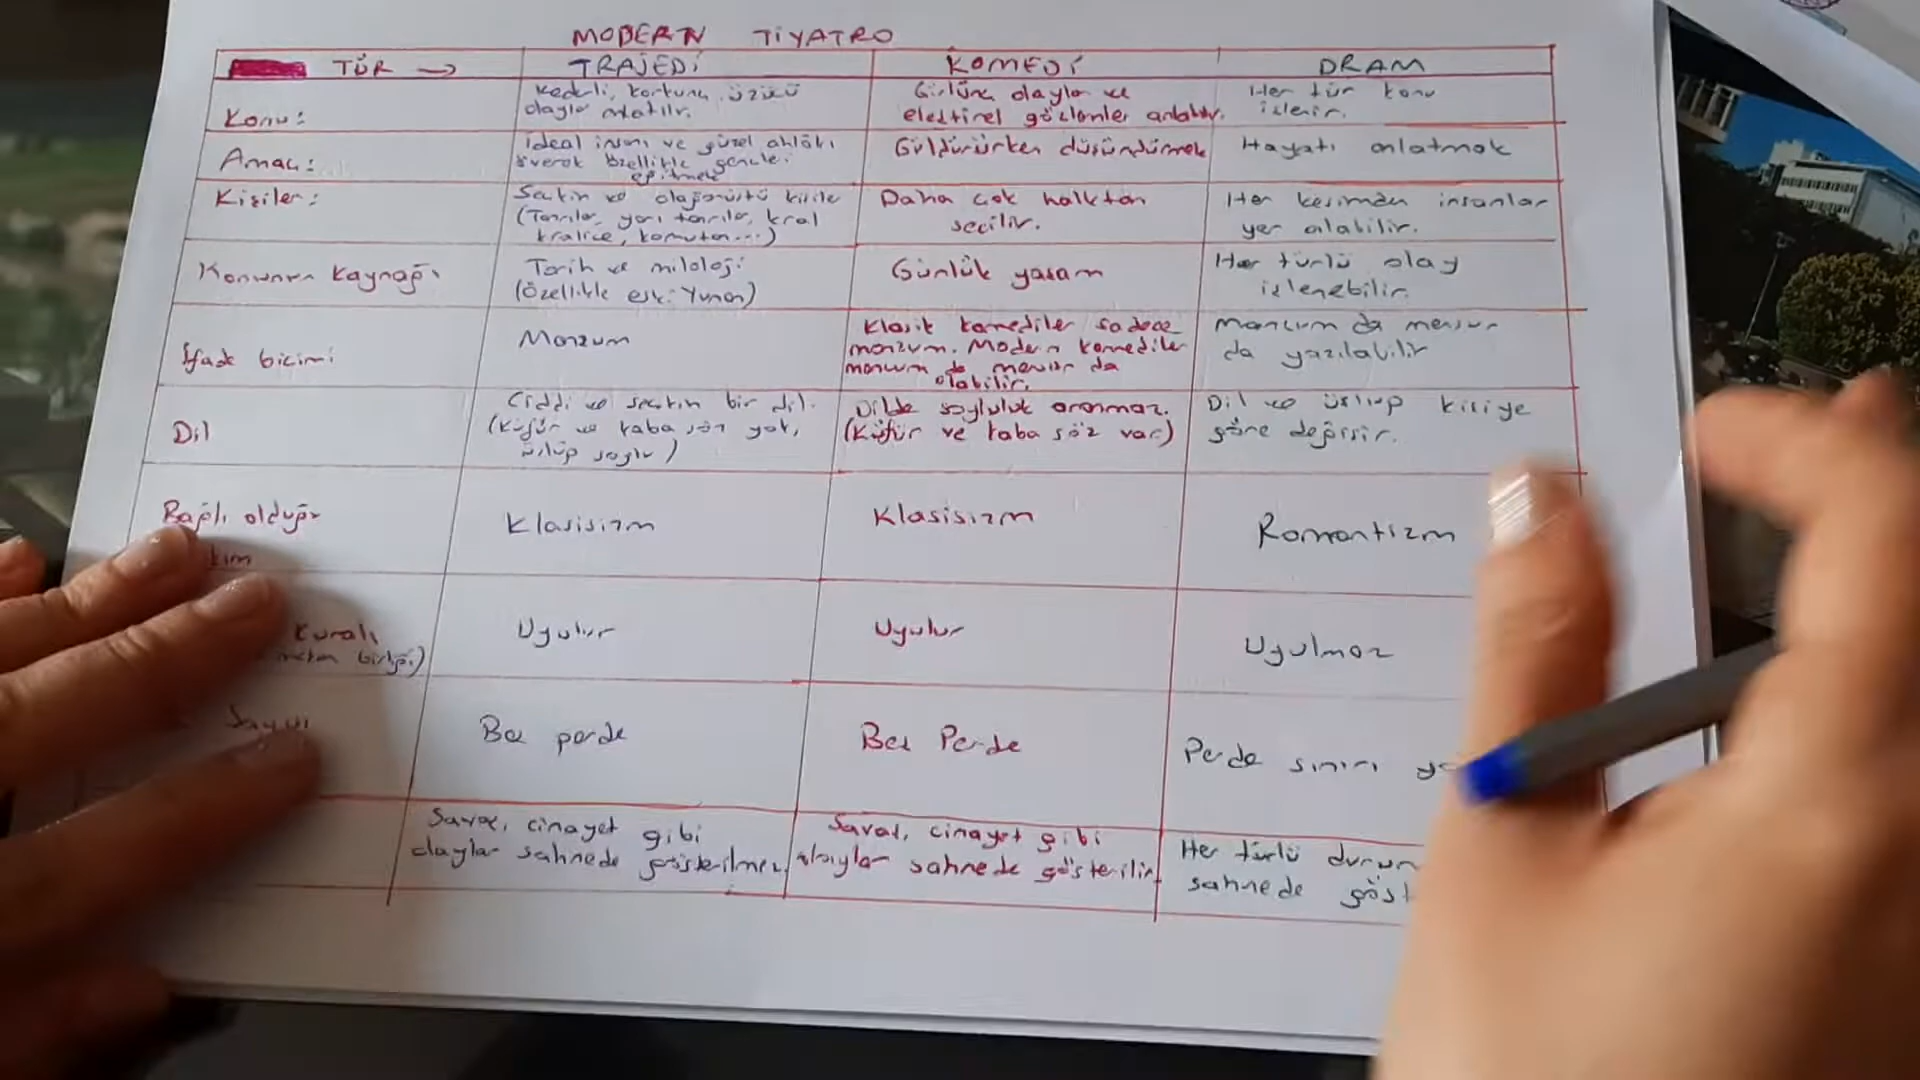 MODERN TİYATRO
TÜR → TRAJEDİ KOMEDİ DRAM
Konu:
Kederli, korkunç, üzücü
olaylar anlatılır.
Gülünç olaylar ve
eleştirel gözlemler anlatılır.
Her tür konu
işlenir.
Amaç:
İdeal insanı ve güzel ahlakı
överek özellikle gençleri
eğitmek
Güldürürken düşündürmek
Hayatı anlatmak
Kişiler:
Seçkin ve olağanüstü kişiler
(Tanrılar, yarı tanrılar, kral
kraliçe, komutan...)
Daha çok halktan
seçilir.
Her kesimden insanlar
yer alabilir.
Konunun kaynağı
Tarih ve mitoloji
(Özellikle eski Yunan)
Günlük yaşam
Her türlü olay
izlenebilir.
İfade biçimi
Manzum
Klasik komediler sadece
manzum. Modern komediler
manzum da mensur da
olabilir.
manzum da mensur
da yazılabilir
Dil
Ciddi ve seçkin bir dil.
(Küfür ve kaba söz yok,
üslup soylu)
Dilde soyluluk aranmaz.
(Küfür ve kaba söz var)
Dil ve üslup kişiye
göre değişir.
Bağlı olduğu
Klasisizm
Klasisizm
Romantizm
kuralı
birliği)
Uyulur
Uyulur
Uyulmaz
Sayısı
Beş perde
Beş Perde
Perde sınırı
Savaş, cinayet gibi
olaylar sahnede gösterilmez.
Savaş, cinayet gibi
olaylar sahnede gösterilir
Her türlü durum
sahnede